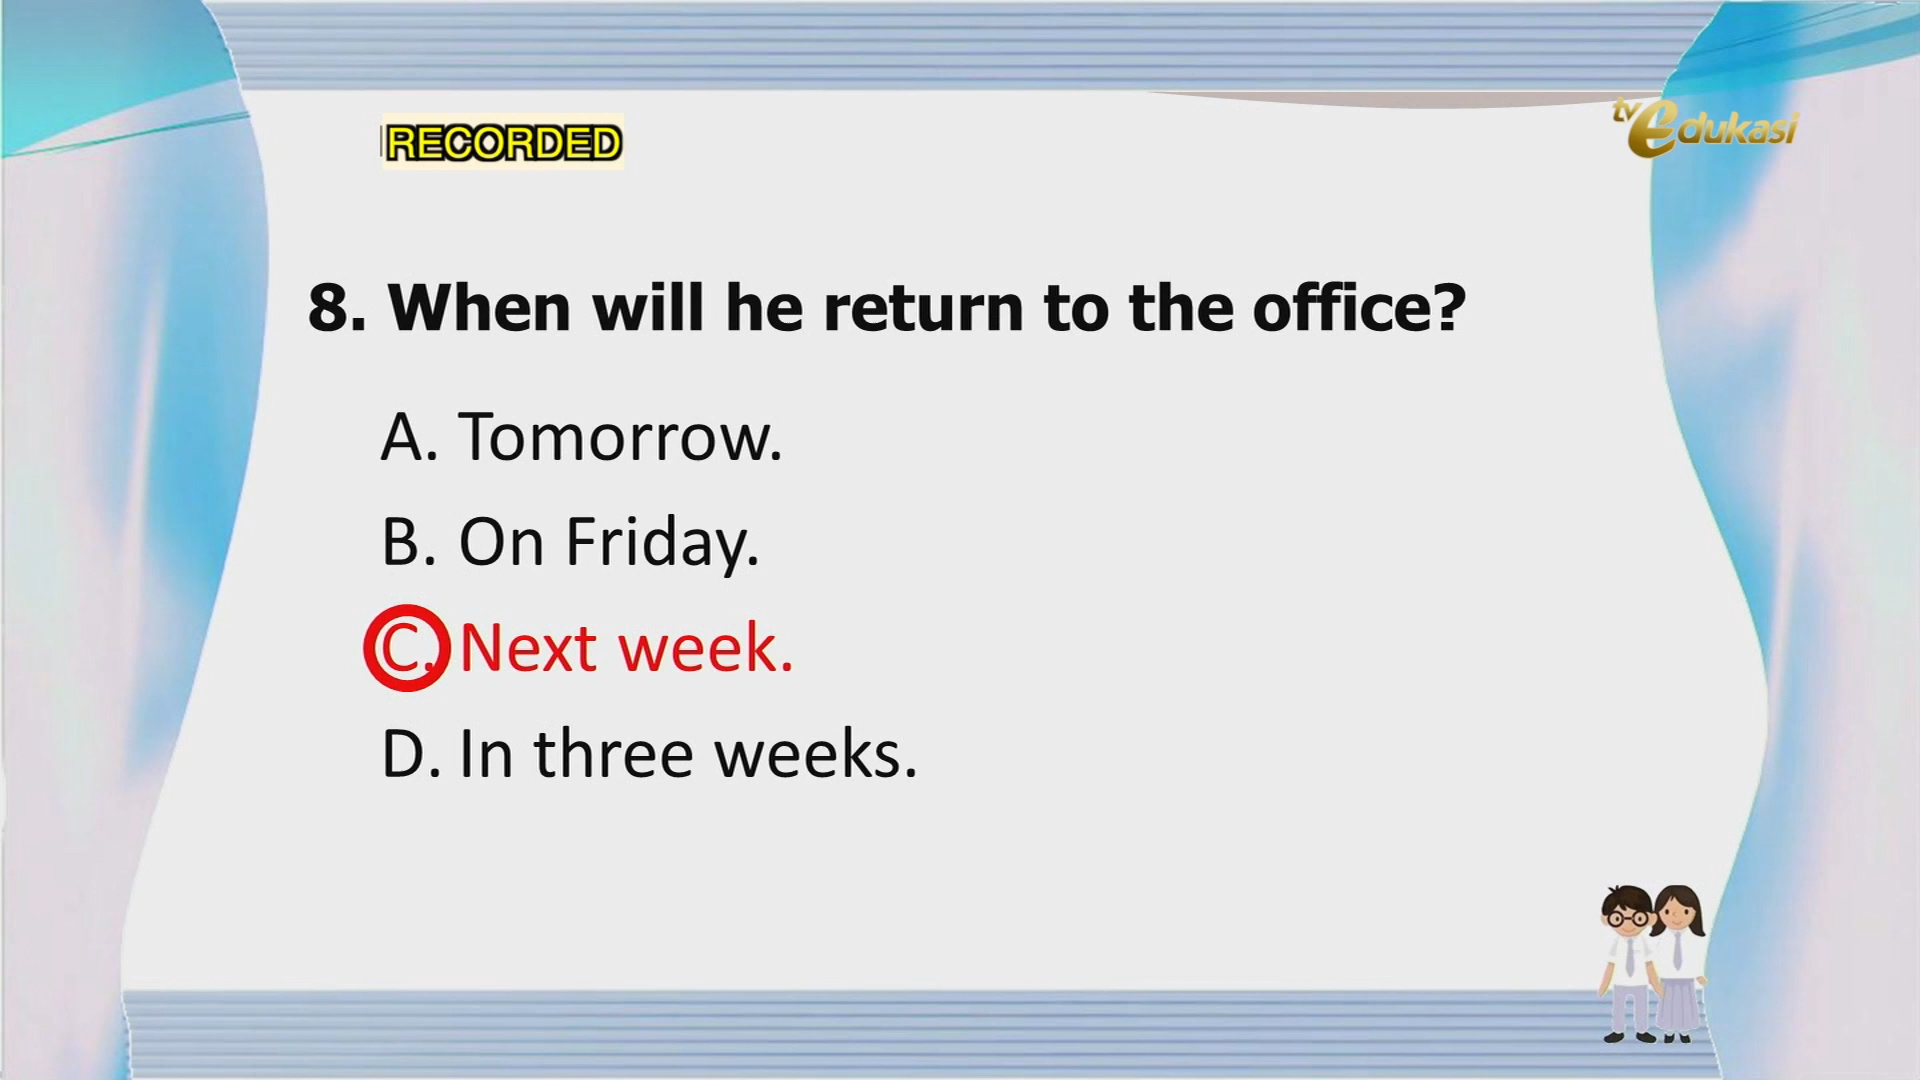 RECORDED
tv edukasi
8. When will he return to the office?
A. Tomorrow.
B. On Friday.
C. Next week.
D. In three weeks.